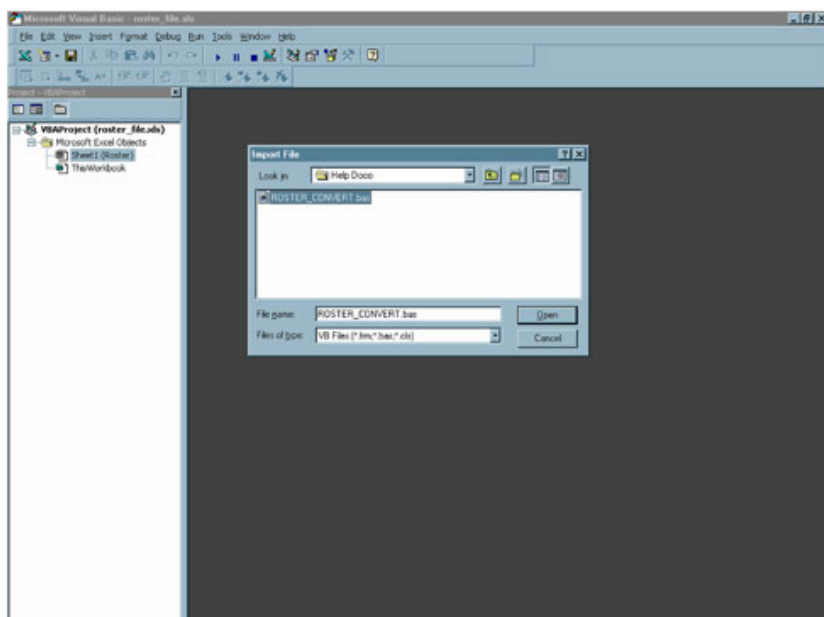 Microsoft Visual Basic - roster_file.xls
File Edit View Insert Format Debug Run Tools Window Help
Project - VBAProject
VBAProject (roster_file.xls)
Microsoft Excel Objects
Sheet1 (Roster)
ThisWorkbook
Import File
Look in: Help Doco
ROSTER_CONVERT.bas
File name: ROSTER_CONVERT.bas
Open
Files of type: VB Files (*.frm;*.bas;*.cls)
Cancel